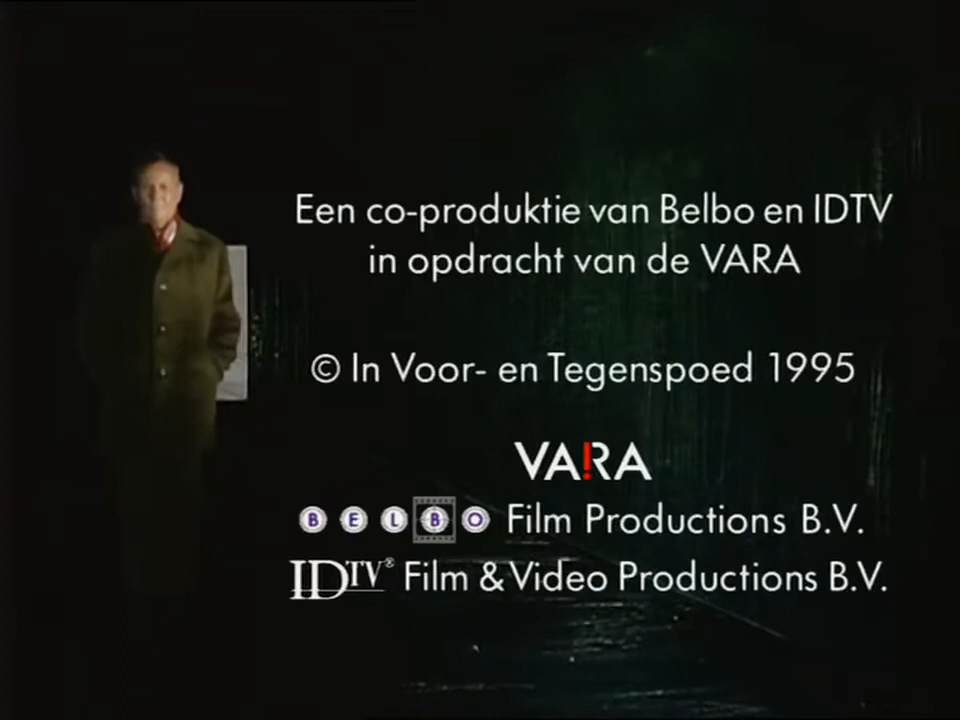 Een co-produktie van Belbo en IDTV
in opdracht van de VARA
© In Voor- en Tegenspoed 1995
VARA
BELBO Film Productions B.V.
IDTV® Film & Video Productions B.V.